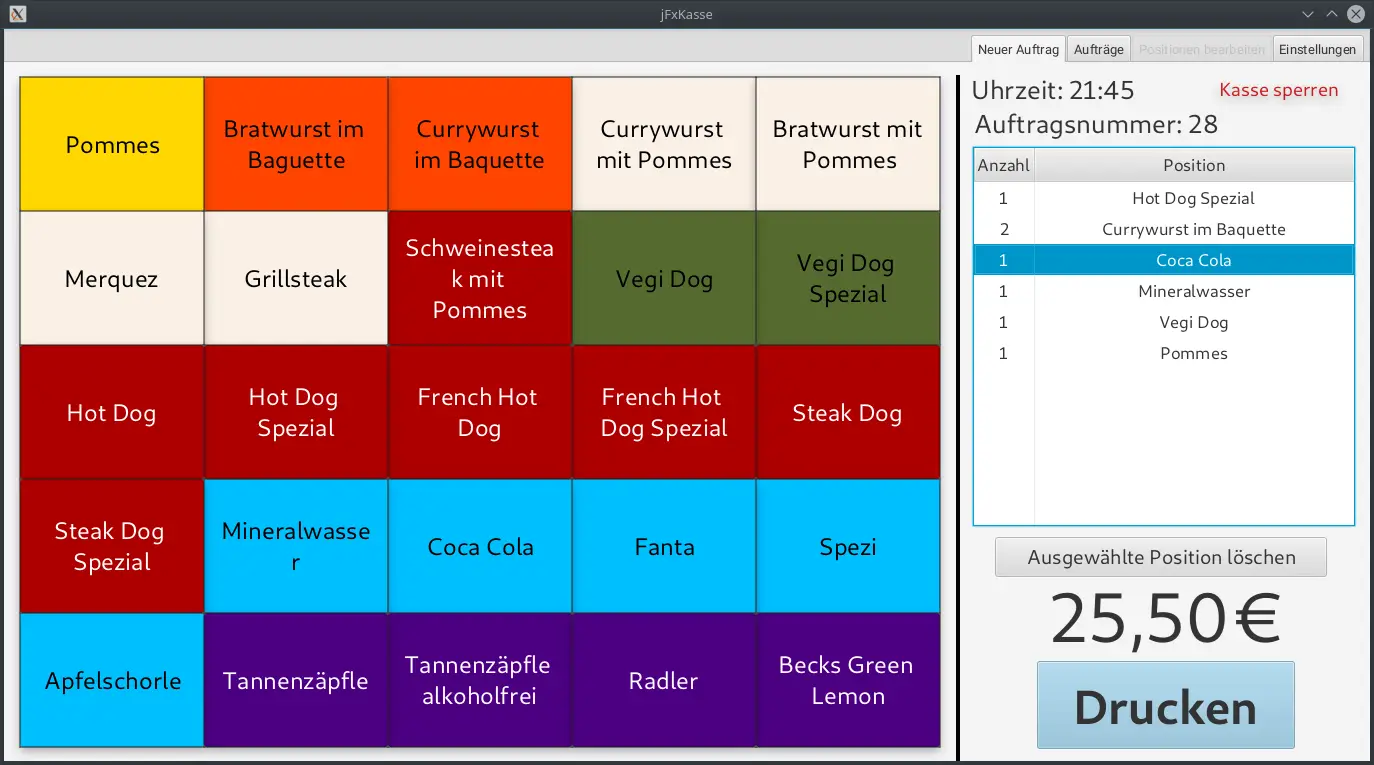 jFxKasse
Neuer Auftrag
Aufträge
Positionen bearbeiten
Einstellungen
Pommes
Bratwurst im
Baguette
Currywurst
im Baquette
Currywurst
mit Pommes
Bratwurst mit
Pommes
Merquez
Grillsteak
Schweinestea
k mit
Pommes
Vegi Dog
Vegi Dog
Spezial
Hot Dog
Hot Dog
Spezial
French Hot
Dog
French Hot
Dog Spezial
Steak Dog
Steak Dog
Spezial
Mineralwasse
r
Coca Cola
Fanta
Spezi
Apfelschorle
Tannenzäpfle
Tannenzäpfle
alkoholfrei
Radler
Becks Green
Lemon
Uhrzeit: 21:45
Kasse sperren
Auftragsnummer: 28
Anzahl Position
1 Hot Dog Spezial
2 Currywurst im Baquette
1 Coca Cola
1 Mineralwasser
1 Vegi Dog
1 Pommes
Ausgewählte Position löschen
25,50€
Drucken